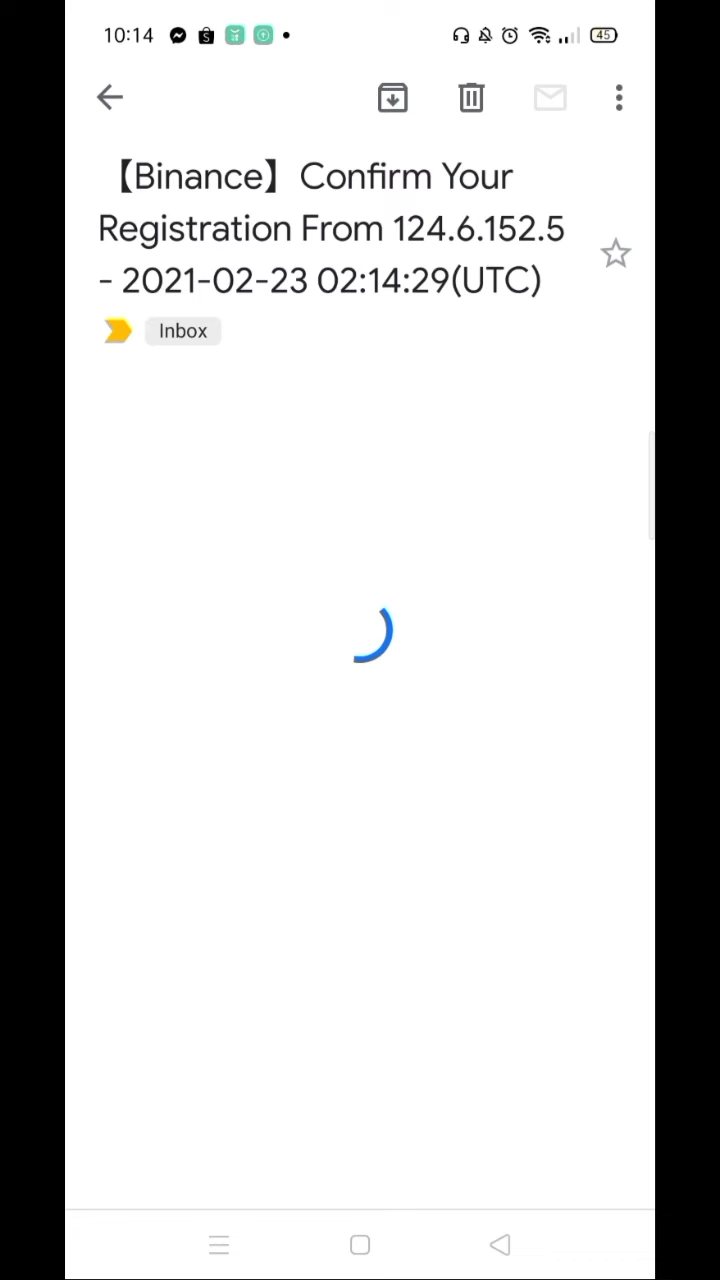 10:14
45
【Binance】Confirm Your
Registration From 124.6.152.5
- 2021-02-23 02:14:29(UTC)
Inbox